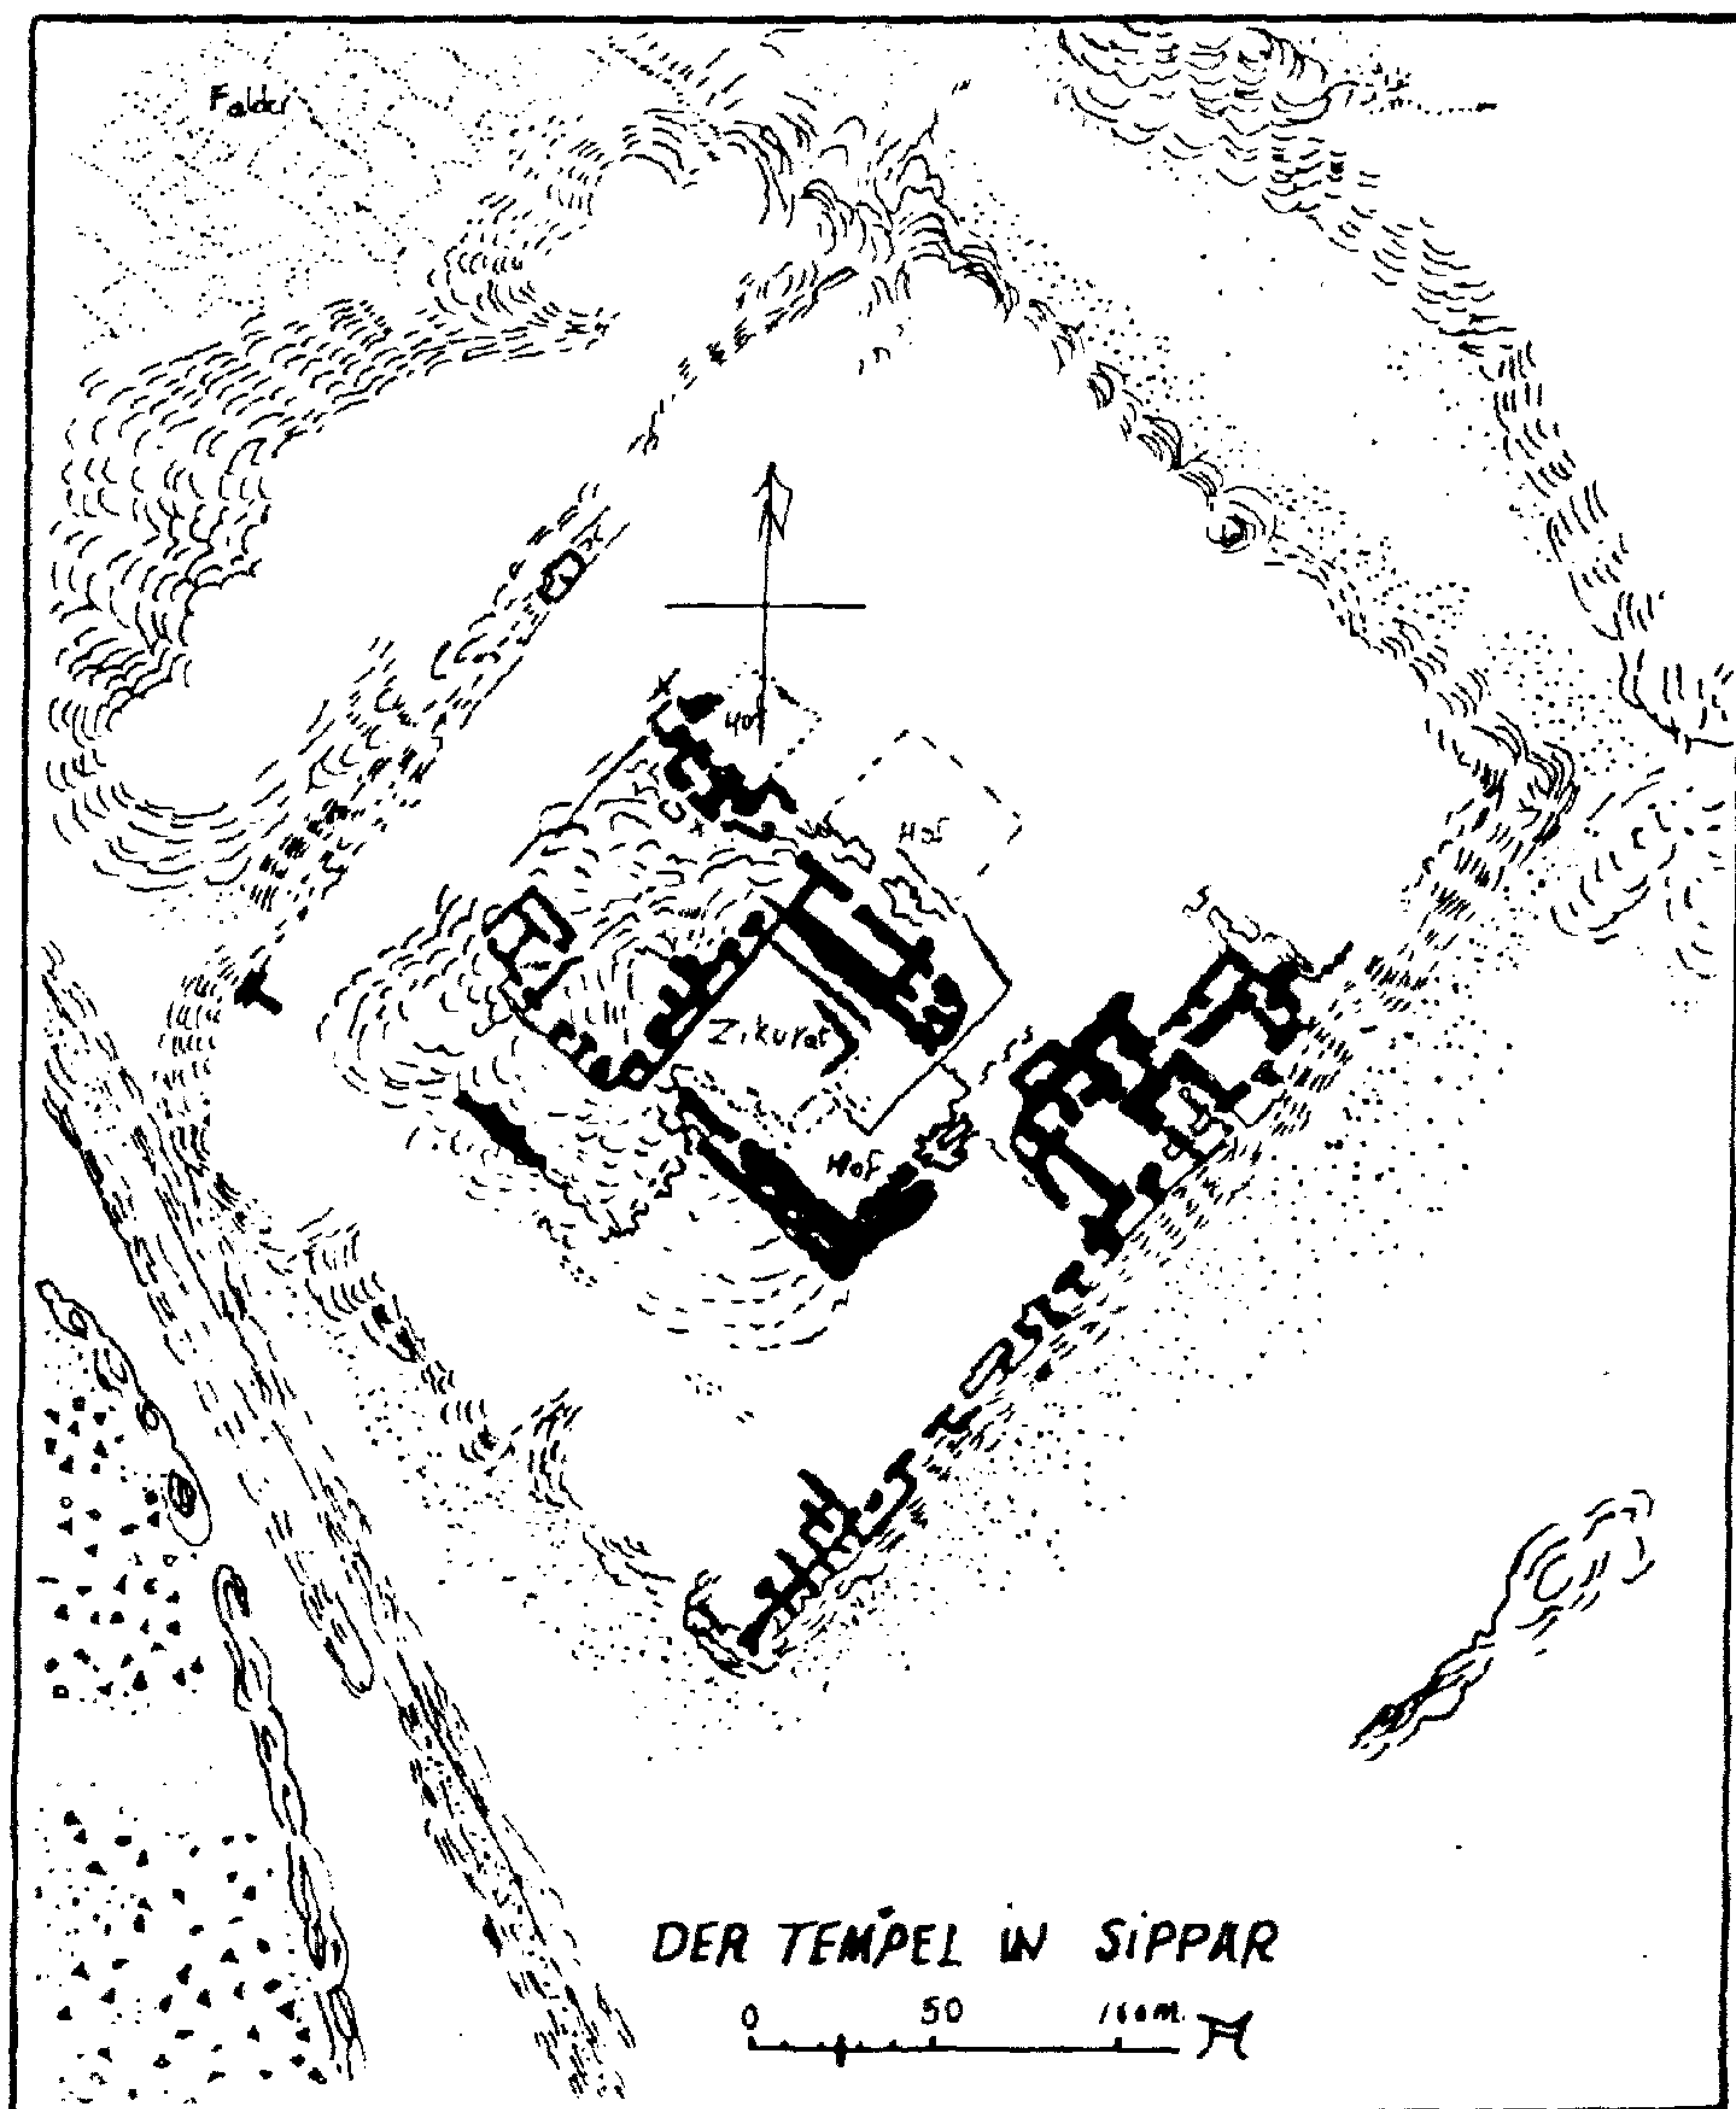 Felder
N
Hof
Hof
Zikurat
Hof
DER TEMPEL iN SiPPAR
0 50 100 M.